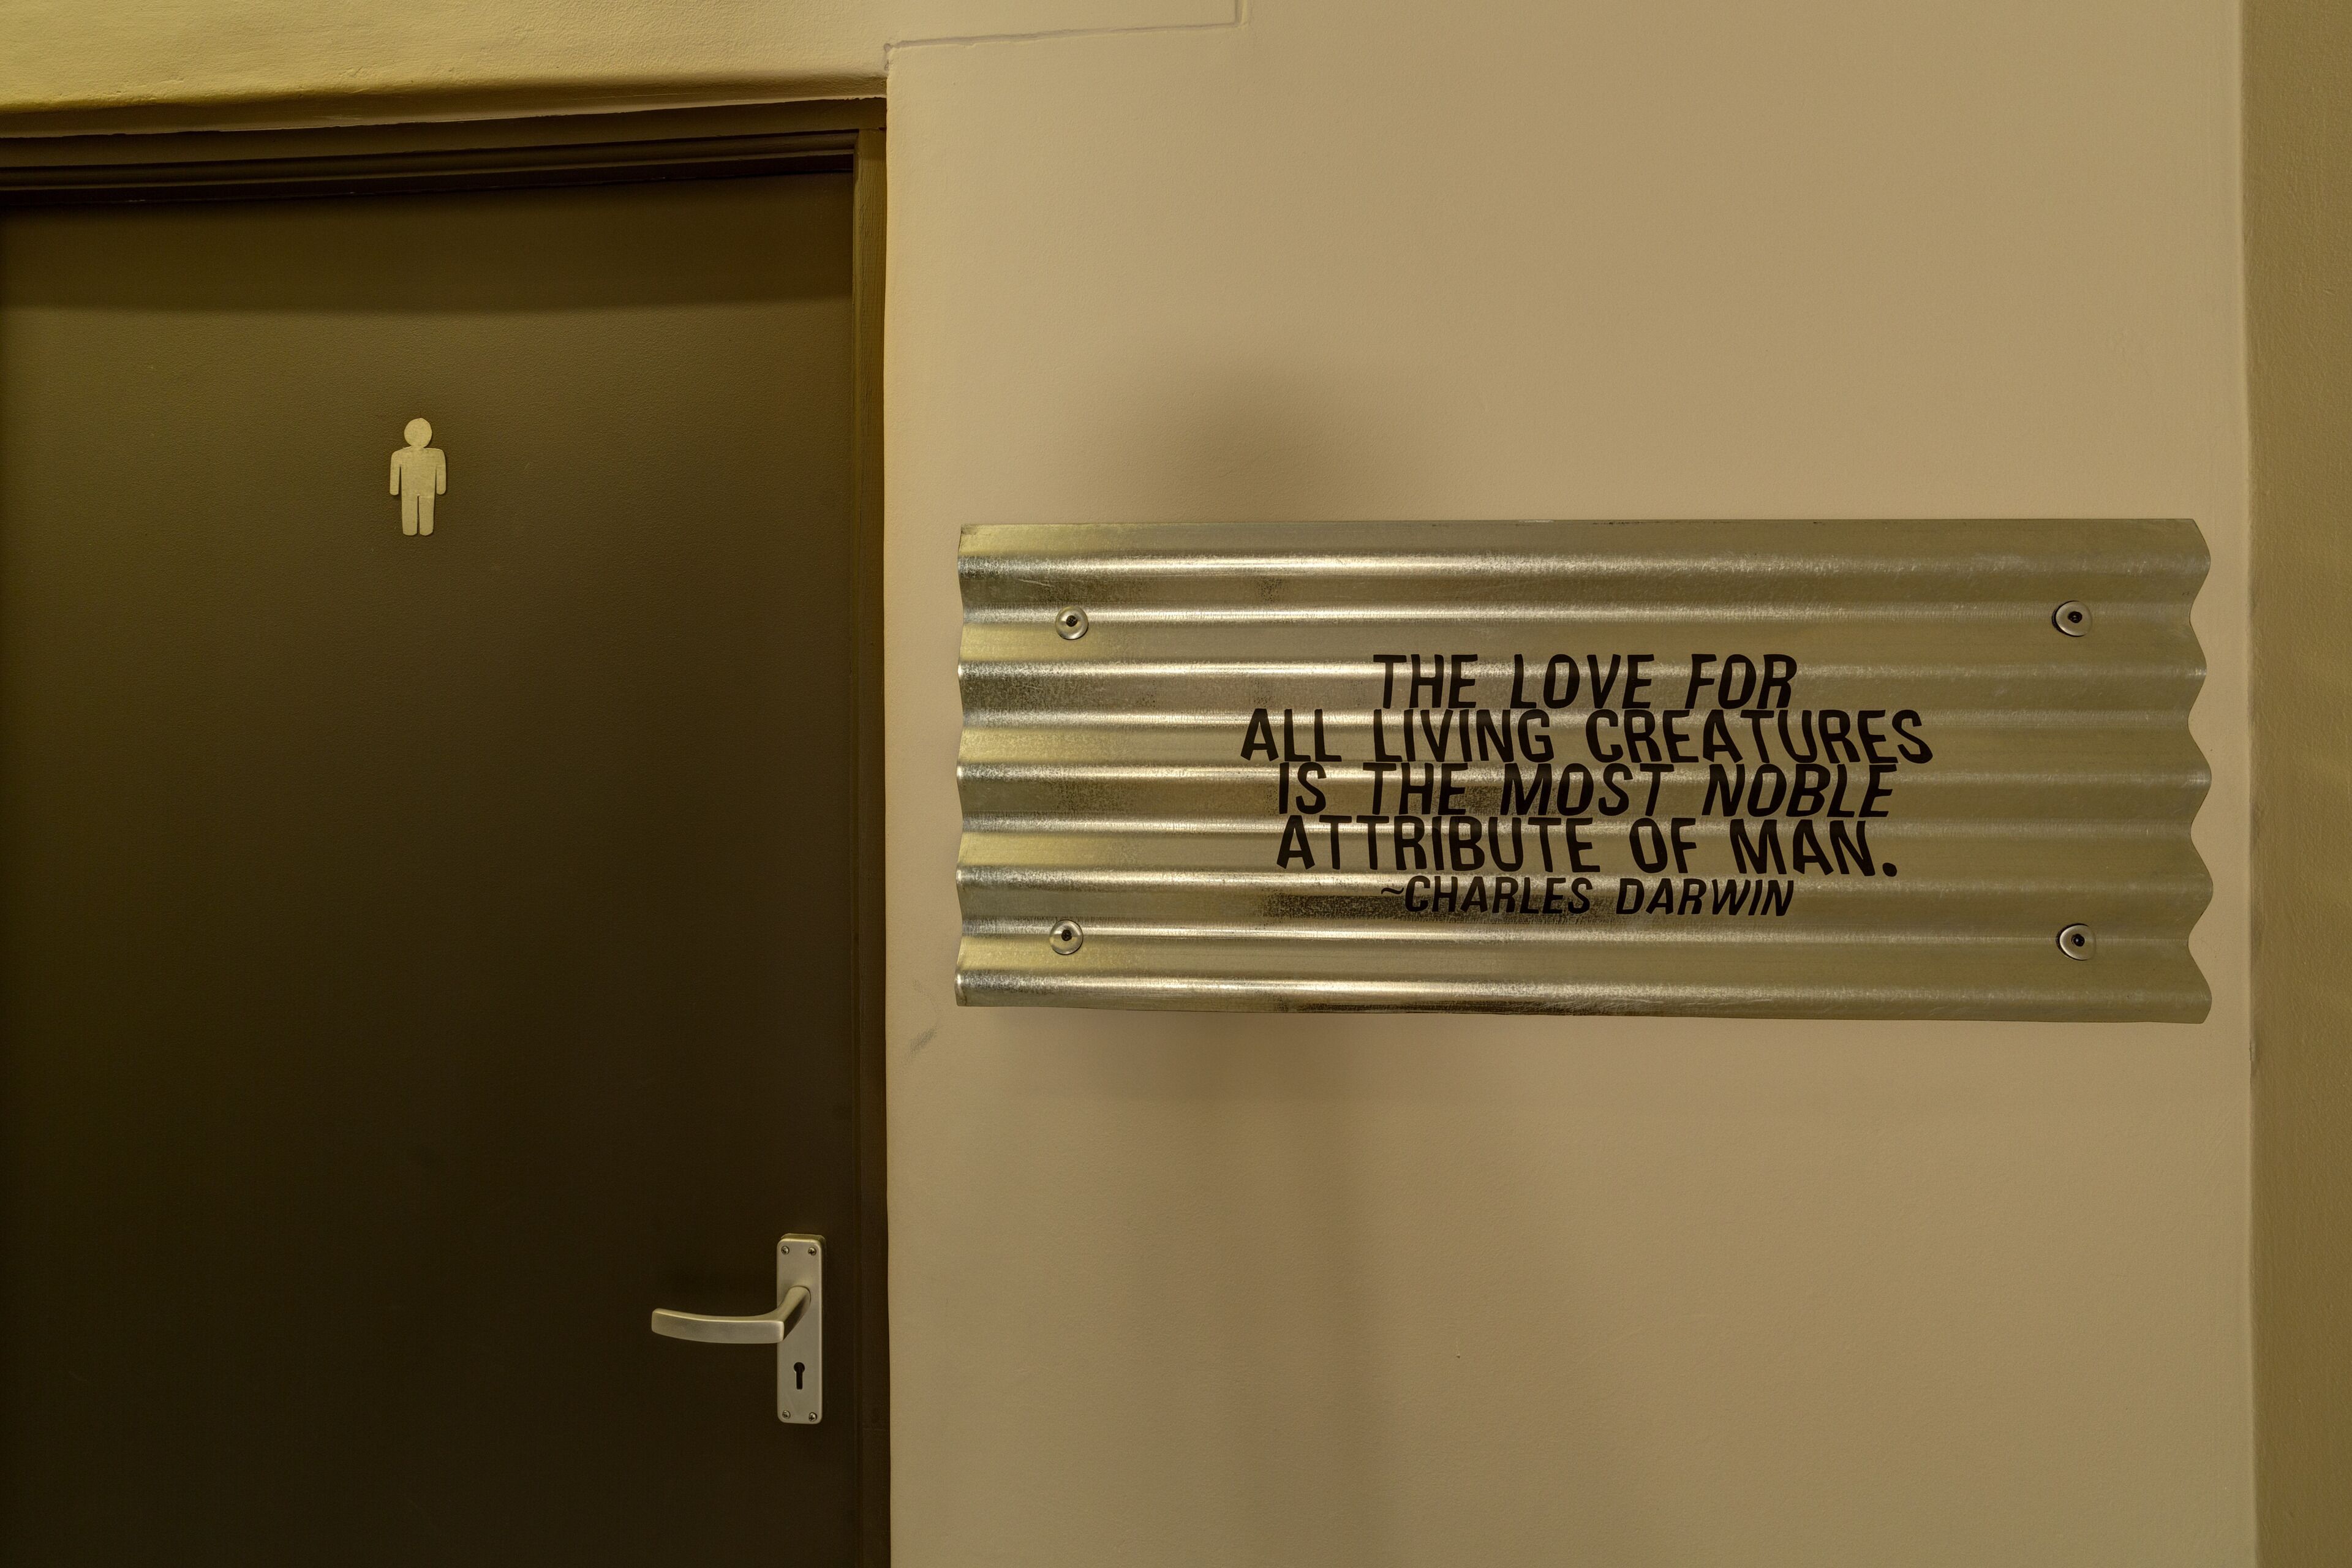 THE LOVE FOR
ALL LIVING CREATURES
IS THE MOST NOBLE
ATTRIBUTE OF MAN.
~CHARLES DARWIN